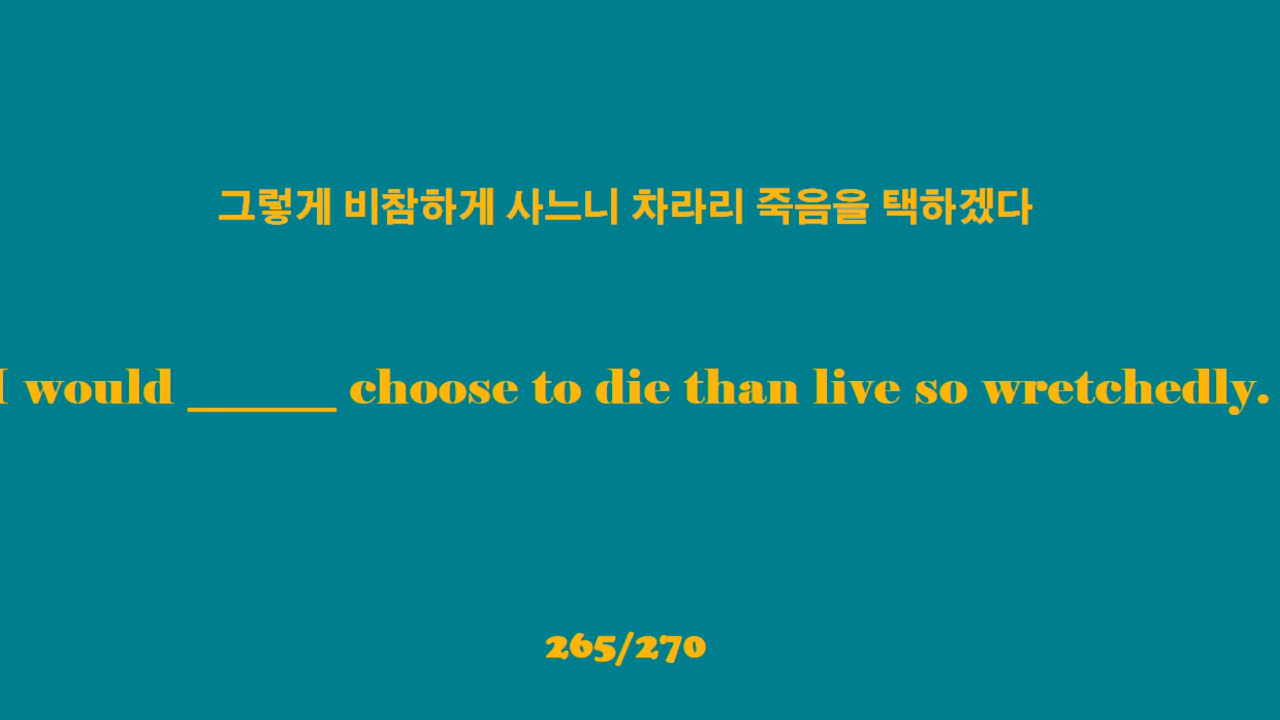 그렇게 비참하게 사느니 차라리 죽음을 택하겠다
I would ______ choose to die than live so wretchedly.
265/270